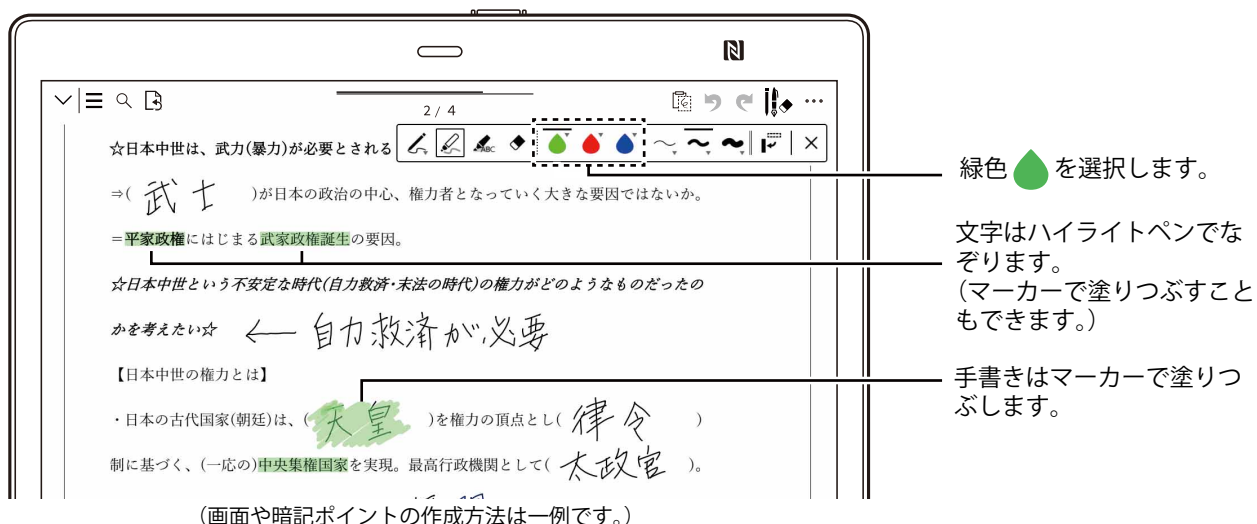 2 / 4
☆日本中世は、武力(暴力)が必要とされる
ABC
⇒( 武士 )が日本の政治の中心、権力者となっていく大きな要因ではないか。
=平家政権にはじまる武家政権誕生の要因。
☆日本中世という不安定な時代(自力救済・末法の時代)の権力がどのようなものだったの
かを考えたい☆ ← 自力救済が必要
【日本中世の権力とは】
・日本の古代国家(朝廷)は、( 天皇 )を権力の頂点とし( 律令 )
制に基づく、(一応の)中央集権国家を実現。最高行政機関として( 太政官 )。
緑色 を選択します。
文字はハイライトペンでな
ぞります。
(マーカーで塗りつぶすこと
もできます。)
手書きはマーカーで塗りつ
ぶします。
(画面や暗記ポイントの作成方法は一例です。)